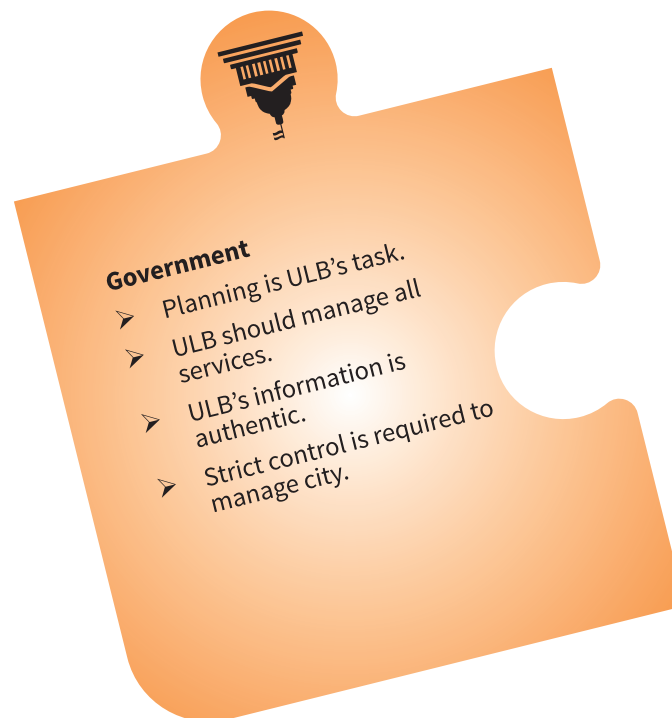 Government
➢ Planning is ULB’s task.
➢ ULB should manage all
services.
➢ ULB’s information is
authentic.
➢ Strict control is required to
manage city.